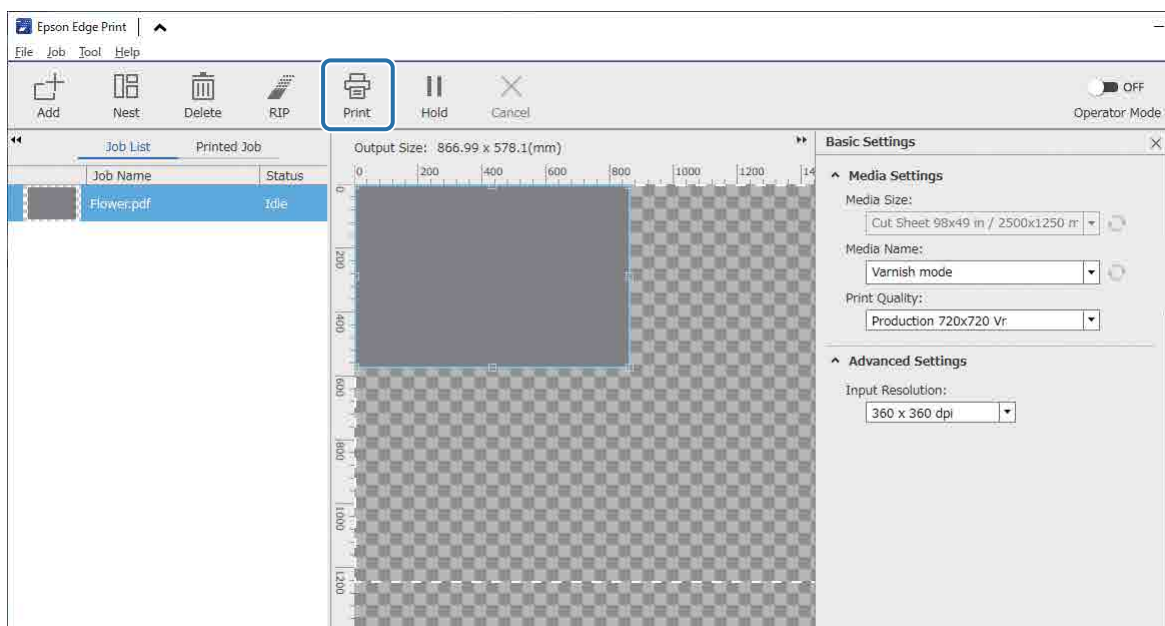 Epson Edge Print
File Job Tool Help
Add Nest Delete RIP Print Hold Cancel
OFF
Operator Mode
Job List Printed Job
Job Name Status
Flower.pdf Idle
Output Size: 866.99 x 578.1(mm)
0 200 400 600 800 1000 1200 14
0
200
400
600
800
1000
1200
Basic Settings
Media Settings
Media Size:
Cut Sheet 98x49 in / 2500x1250 m
Media Name:
Varnish mode
Print Quality:
Production 720x720 Vr
Advanced Settings
Input Resolution:
360 x 360 dpi